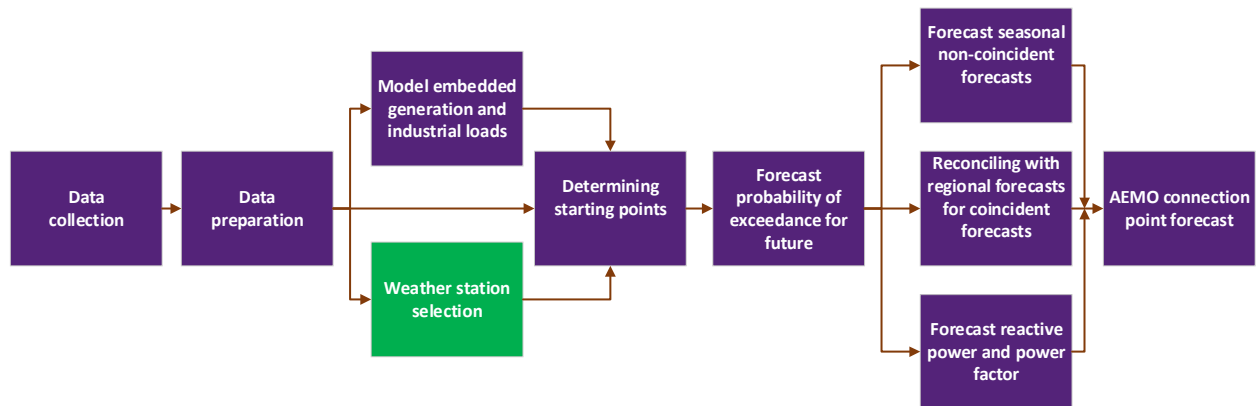 Data
collection
Data
preparation
Model embedded
generation and
industrial loads
Weather station
selection
Determining
starting points
Forecast
probability of
exceedance for
future
Forecast seasonal
non-coincident
forecasts
Reconciling with
regional forecasts
for coincident
forecasts
Forecast reactive
power and power
factor
AEMO connection
point forecast